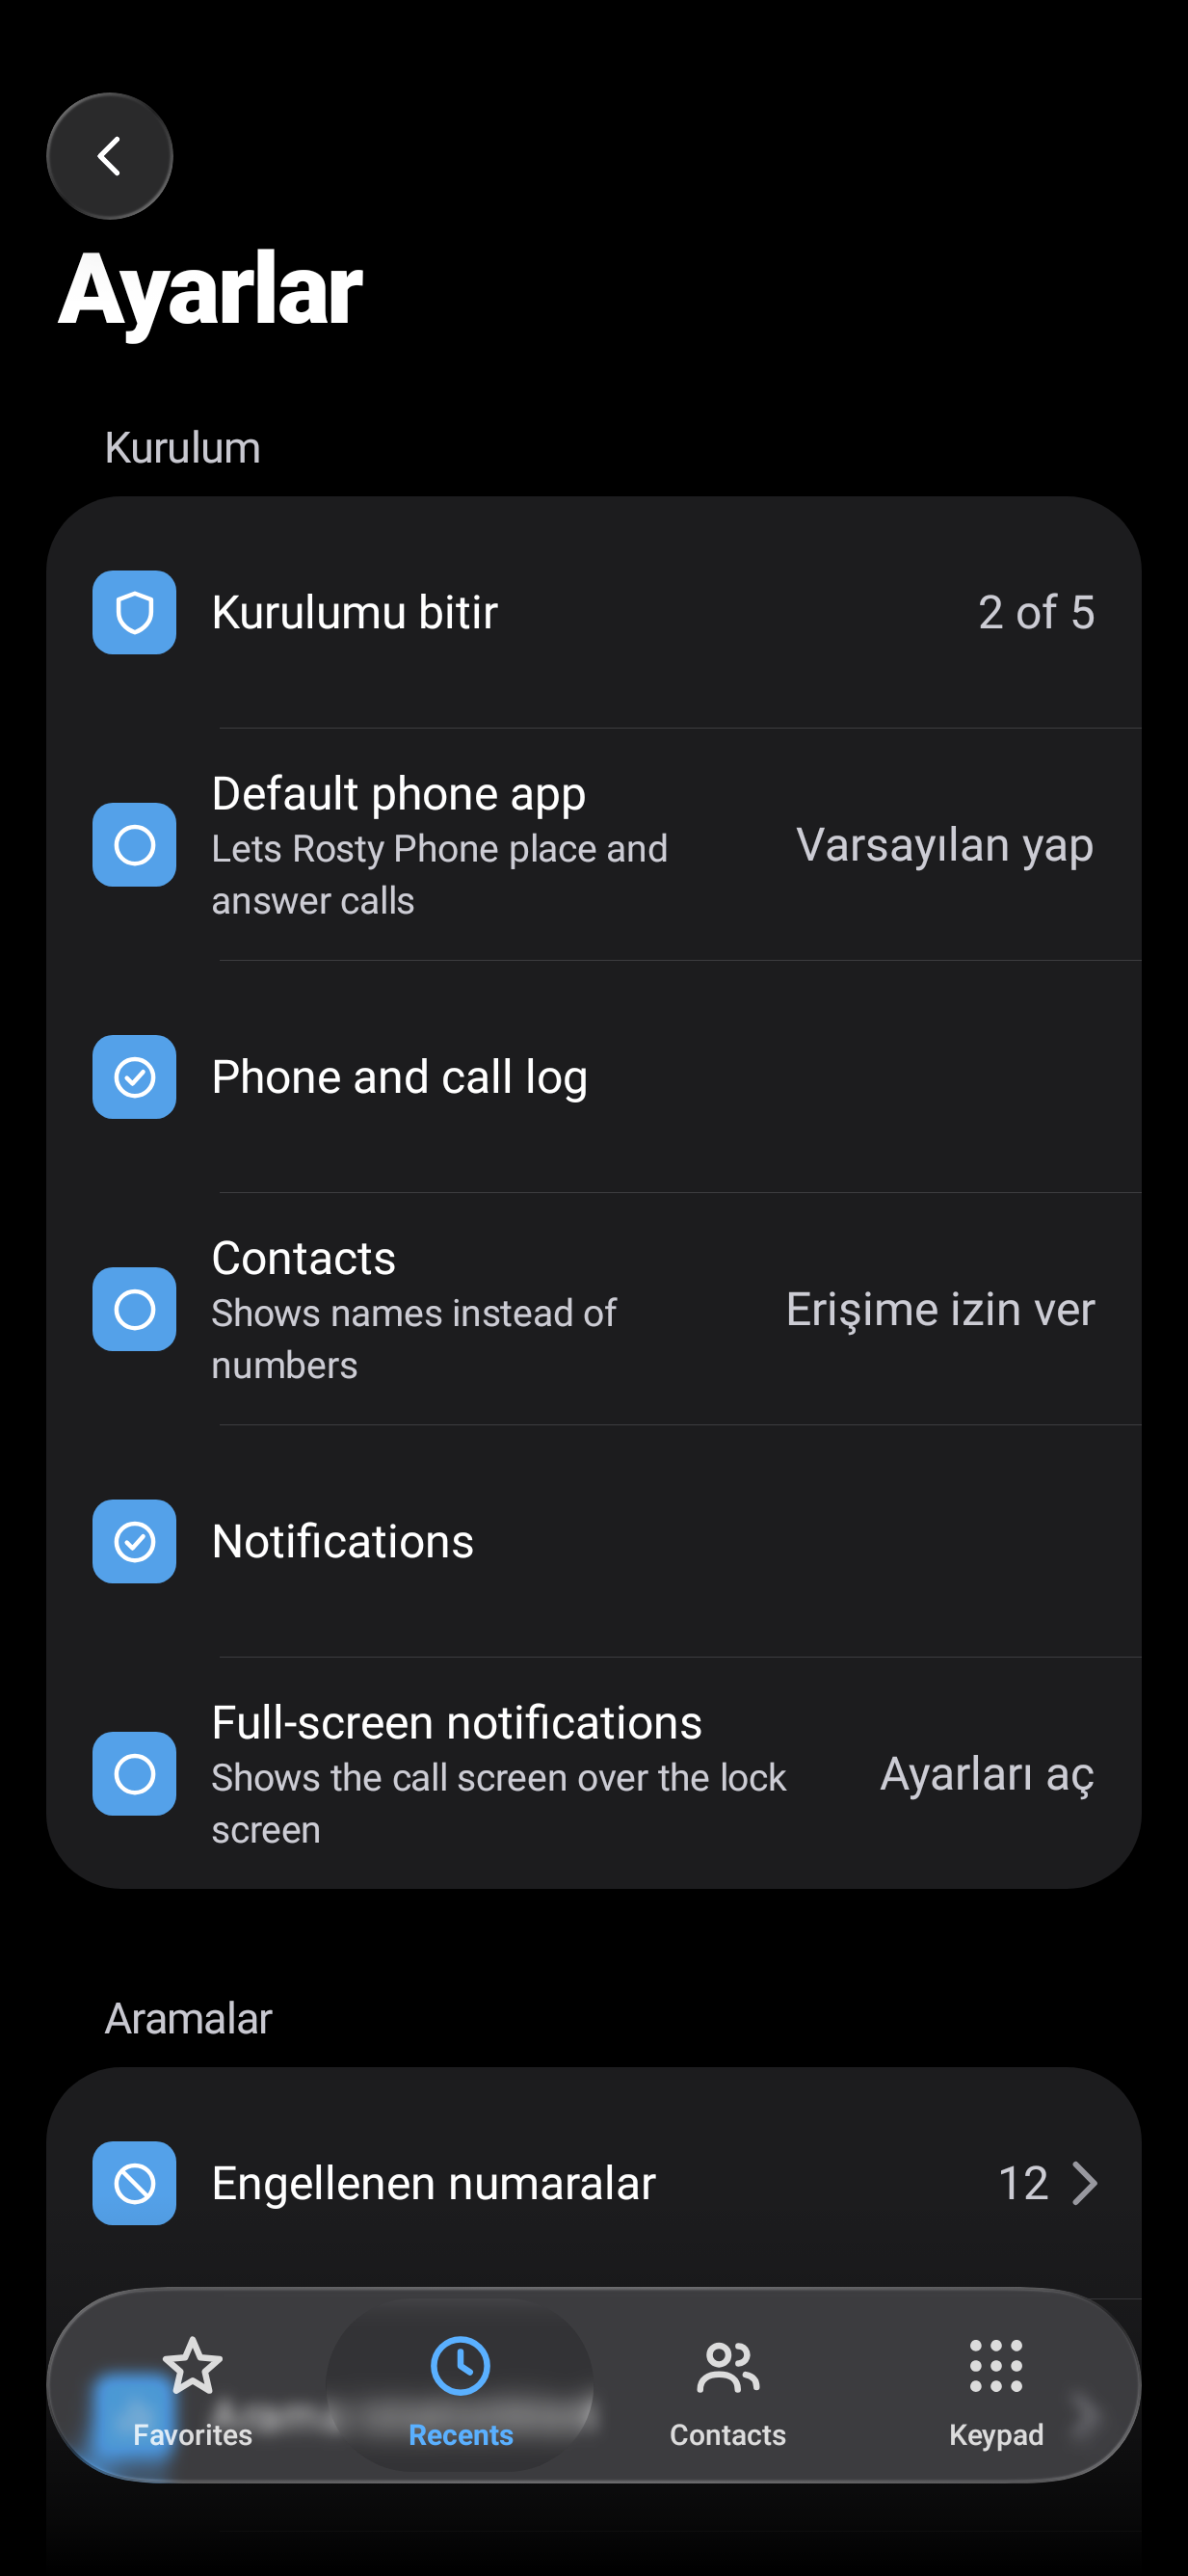 Ayarlar
Kurulum
Kurulumu bitir
2 of 5
Default phone app
Lets Rosty Phone place and
answer calls
Varsayılan yap
Phone and call log
Contacts
Shows names instead of
numbers
Erişime izin ver
Notifications
Full-screen notifications
Shows the call screen over the lock
screen
Ayarları aç
Aramalar
Engellenen numaralar
12
Favorites
Recents
Contacts
Keypad